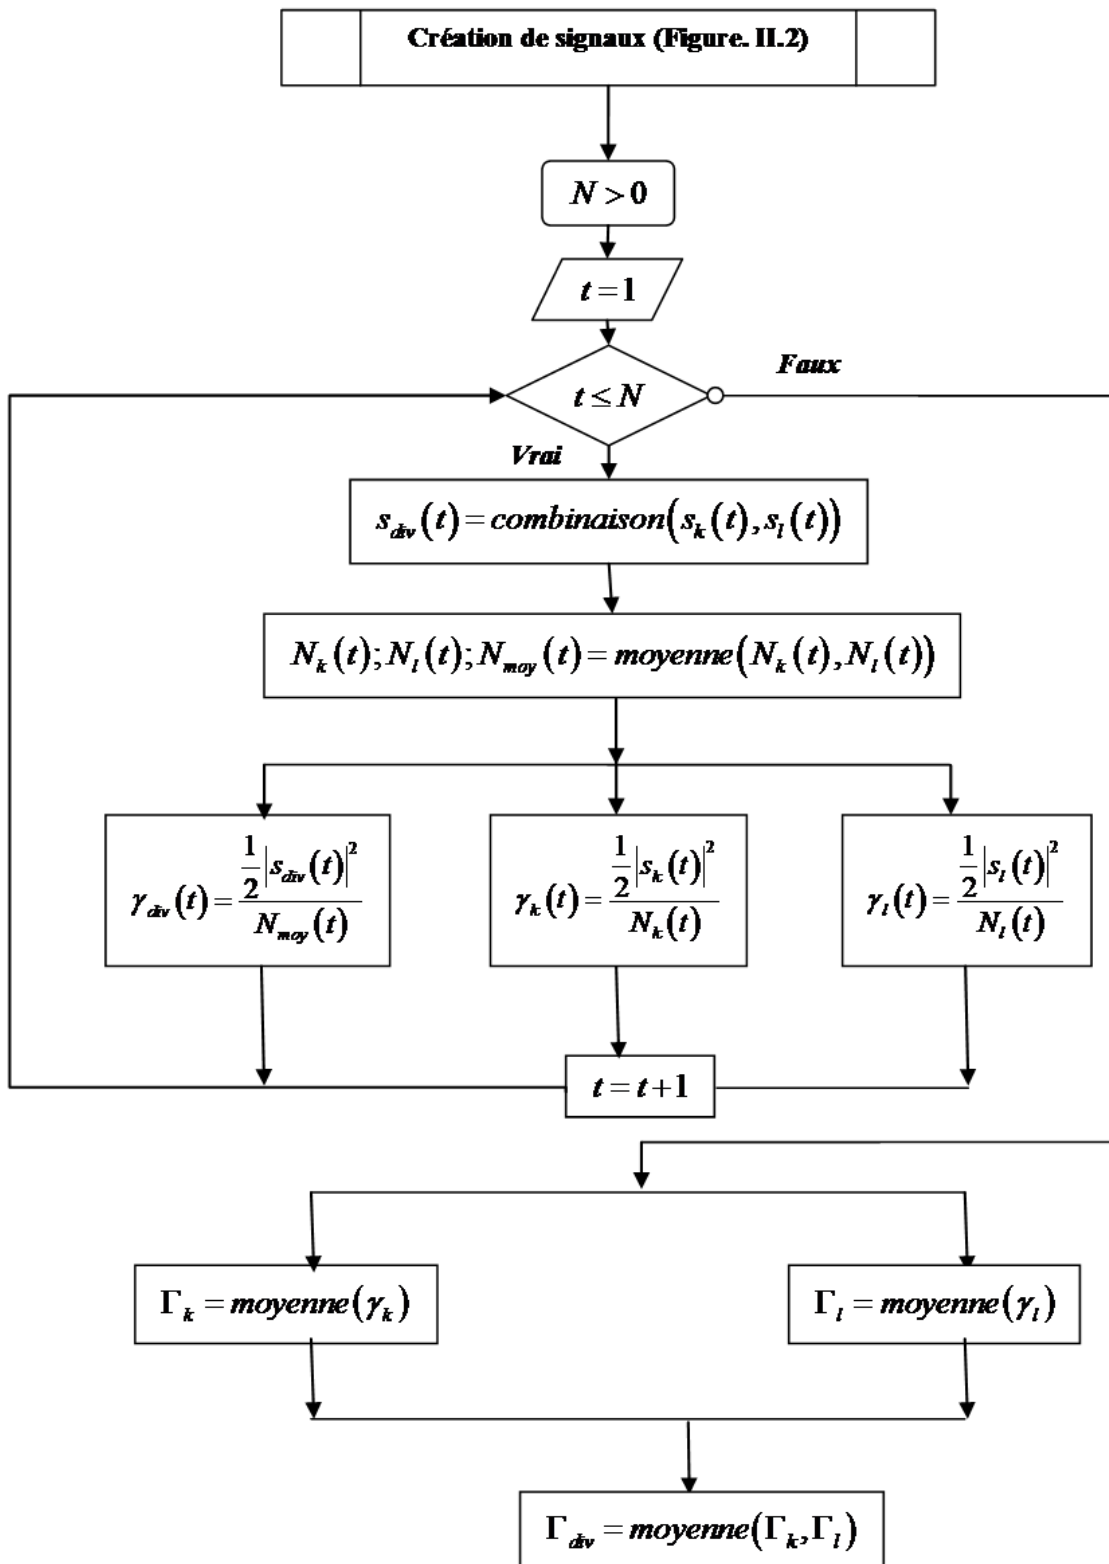 Création de signaux (Figure. II.2)
N > 0
t = 1
t ≤ N
Faux
Vrai
s_div(t) = combinaison(s_k(t), s_l(t))
N_k(t); N_l(t); N_moy(t) = moyenne(N_k(t), N_l(t))
γ_div(t) = (1/2 |s_div(t)|²) / N_moy(t)
γ_k(t) = (1/2 |s_k(t)|²) / N_k(t)
γ_l(t) = (1/2 |s_l(t)|²) / N_l(t)
t = t + 1
Γ_k = moyenne(γ_k)
Γ_l = moyenne(γ_l)
Γ_div = moyenne(Γ_k, Γ_l)